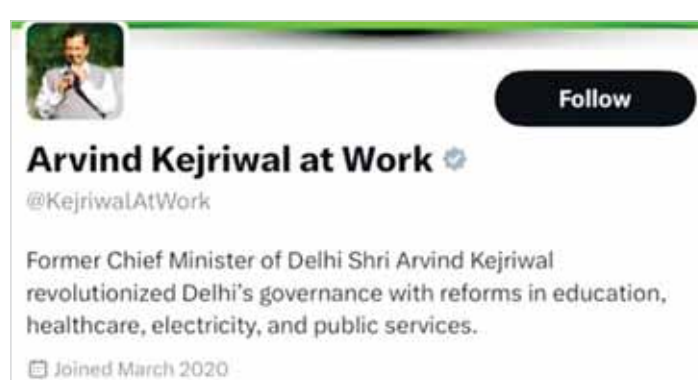 Follow
Arvind Kejriwal at Work
@KejriwalAtWork
Former Chief Minister of Delhi Shri Arvind Kejriwal
revolutionized Delhi's governance with reforms in education,
healthcare, electricity, and public services.
Joined March 2020